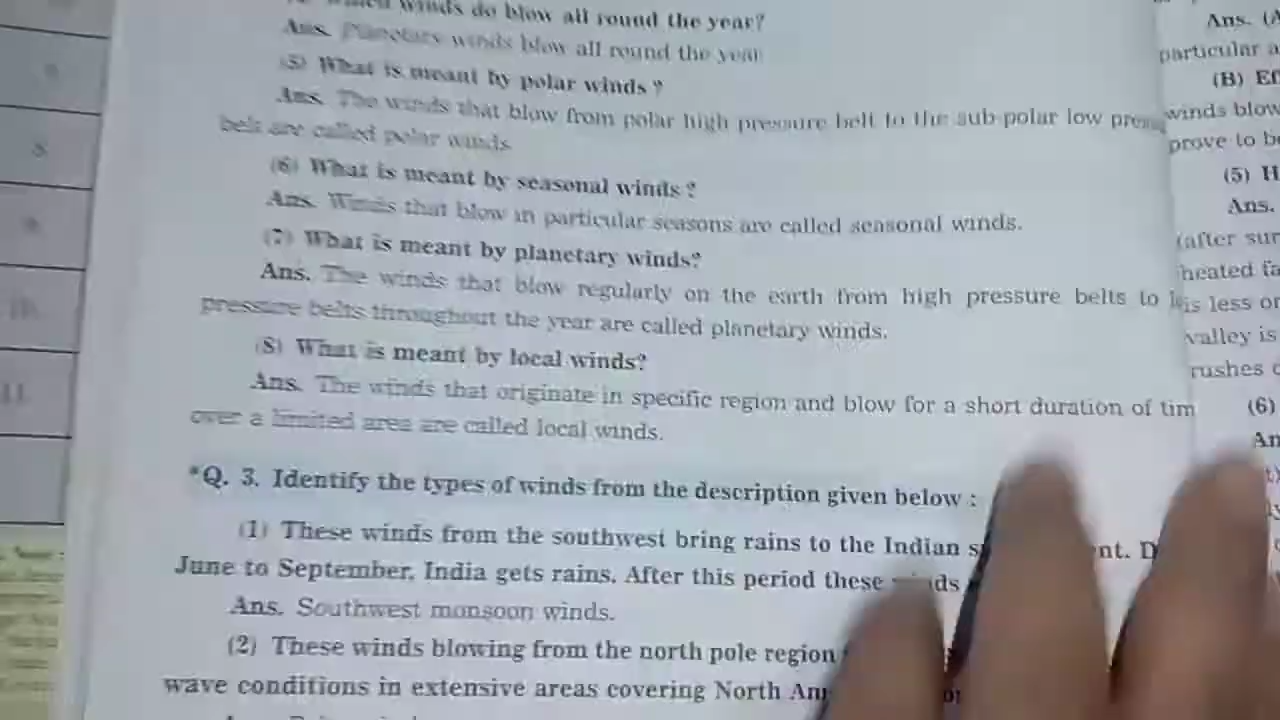 winds do blow all round the year?
Ans. Planetary winds blow all round the year
(5) What is meant by polar winds ?
Ans. The winds that blow from polar high pressure belt to the sub-polar low
belt are called polar winds
(6) What is meant by seasonal winds ?
Ans. Winds that blow in particular seasons are called seasonal winds.
(7) What is meant by planetary winds?
Ans. The winds that blow regularly on the earth from high pressure belts to
pressure belts throughout the year are called planetary winds.
(8) What is meant by local winds?
Ans. The winds that originate in specific region and blow for a short duration of tim
over a limited area are called local winds.
*Q. 3. Identify the types of winds from the description given below :
(1) These winds from the southwest bring rains to the Indian
June to September, India gets rains. After this period these
Ans. Southwest monsoon winds.
(2) These winds blowing from the north pole region
wave conditions in extensive areas covering North
Ans. (A
particular a
(B) Ef
winds blow
prove to b
(5) H
Ans.
(after sur
heated fa
is less or
valley is
rushes
(6)
An
8
9
10
11